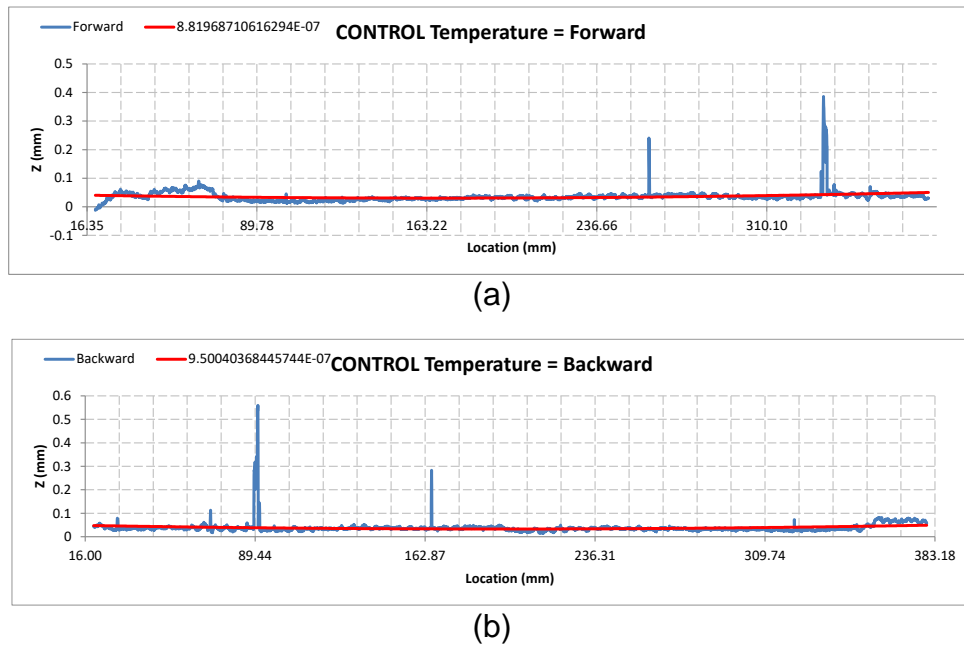 Forward 8.81968710616294E-07
CONTROL Temperature = Forward
0.5
0.4
0.3
0.2
0.1
0
-0.1
Z (mm)
16.35 89.78 163.22 236.66 310.10
Location (mm)
(a)
Backward 9.50040368445744E-07
CONTROL Temperature = Backward
0.6
0.5
0.4
0.3
0.2
0.1
0
Z (mm)
16.00 89.44 162.87 236.31 309.74 383.18
Location (mm)
(b)